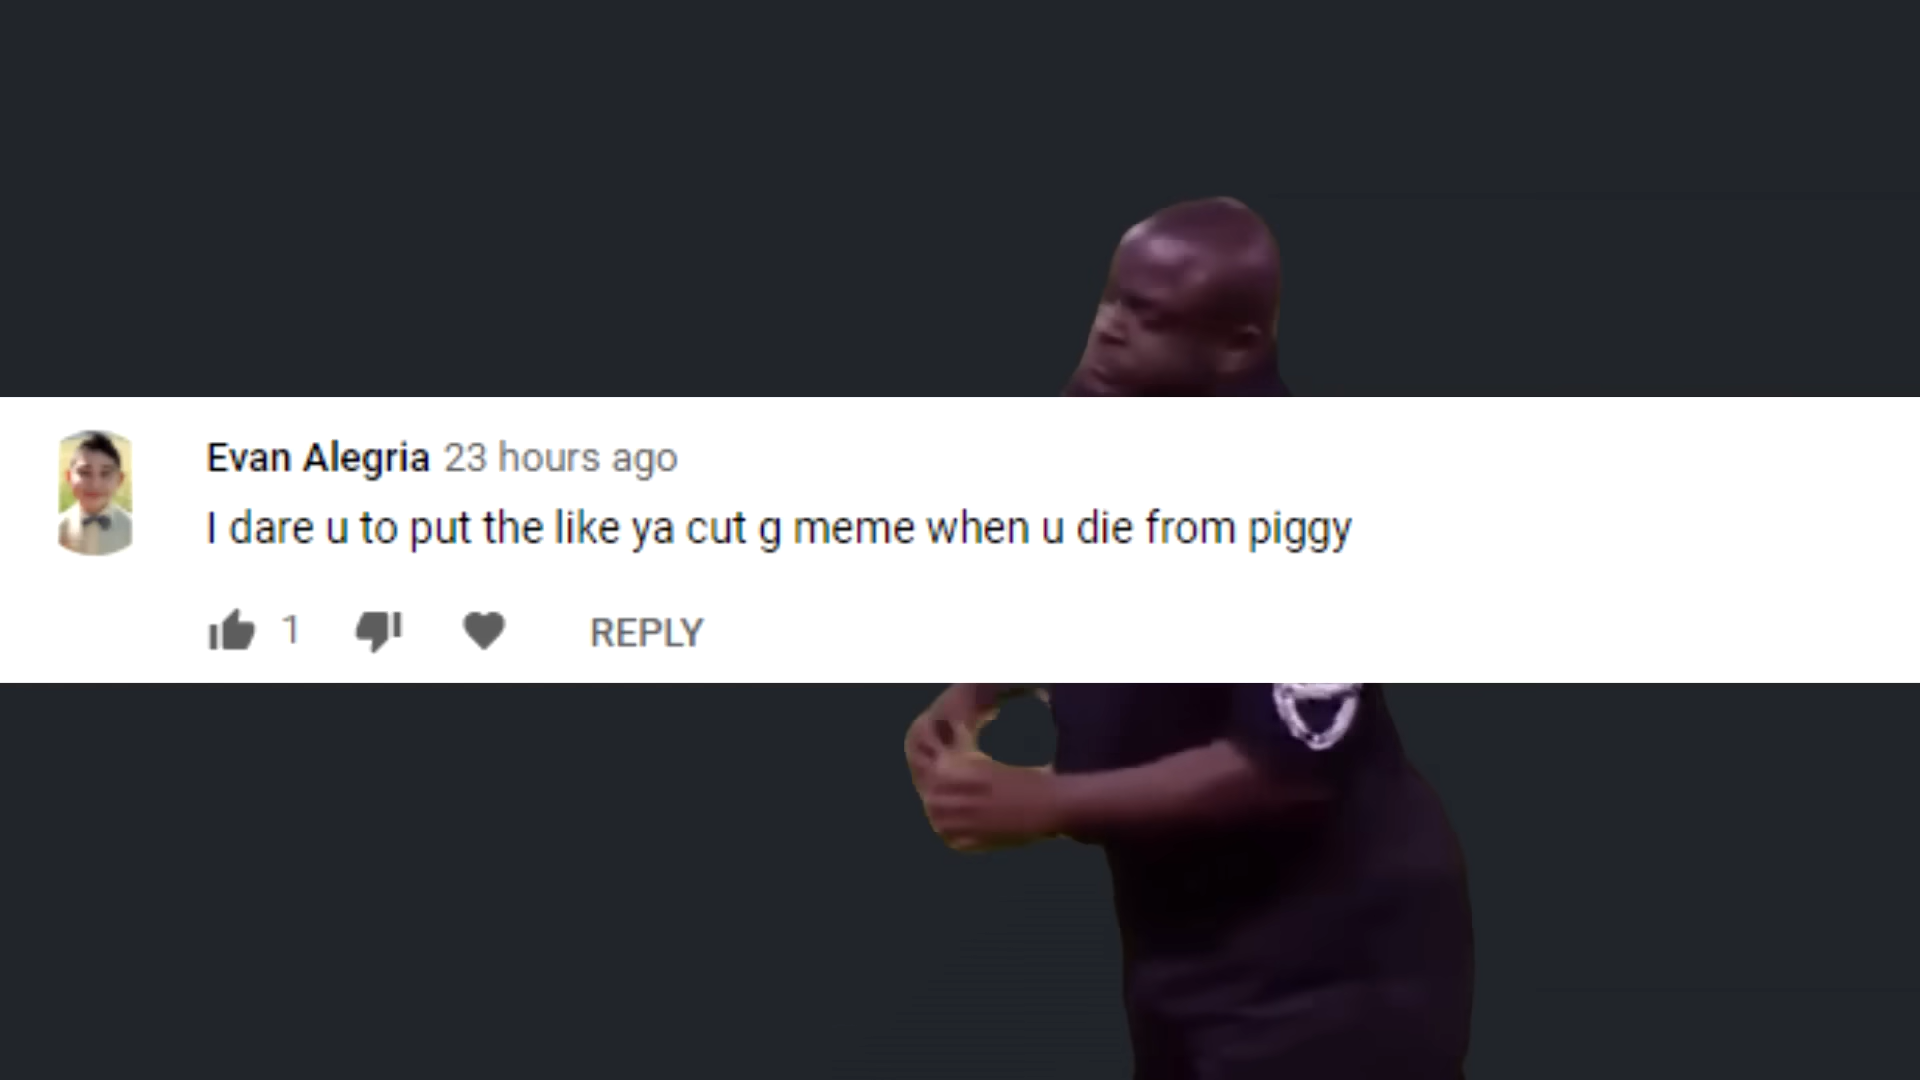 Evan Alegria 23 hours ago
I dare u to put the like ya cut g meme when u die from piggy
1 REPLY